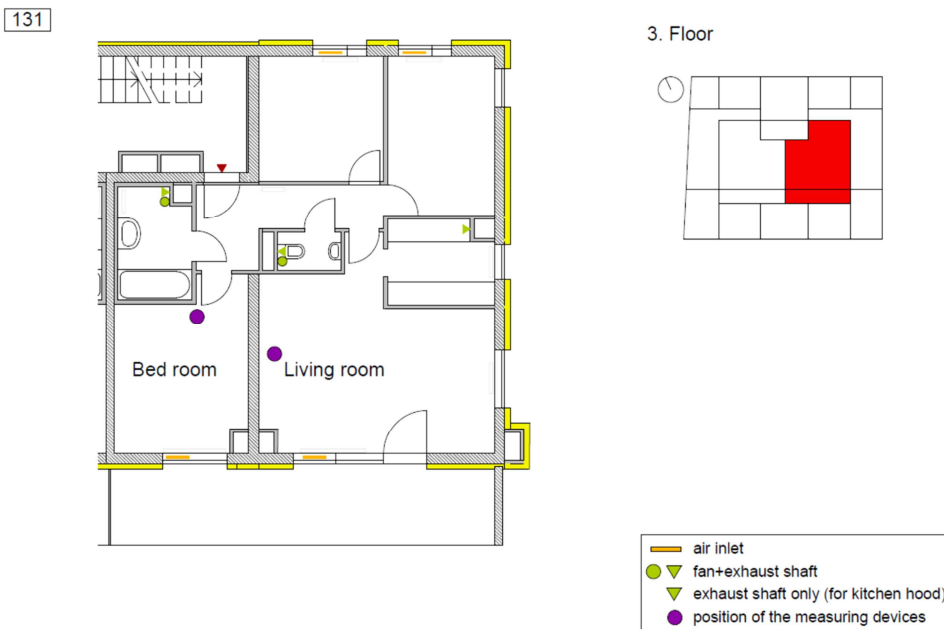 131
3. Floor
Bed room
Living room
air inlet
fan+exhaust shaft
exhaust shaft only (for kitchen hood)
position of the measuring devices